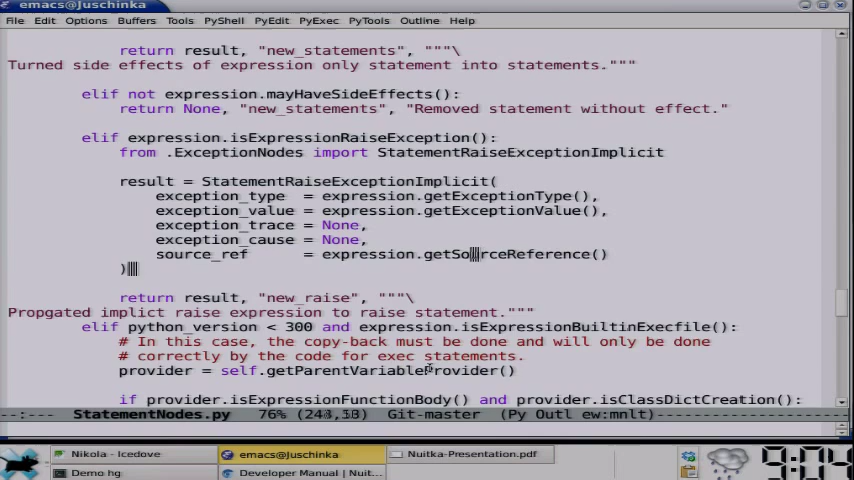 emacs@Juschinka
File Edit Options Buffers Tools PyShell PyEdit PyExec PyTools Outline Help
return result, "new_statements", """\
Turned side effects of expression only statement into statements."""
elif not expression.mayHaveSideEffects():
return None, "new_statements", "Removed statement without effect."
elif expression.isExpressionRaiseException():
from .ExceptionNodes import StatementRaiseExceptionImplicit
result = StatementRaiseExceptionImplicit(
exception_type = expression.getExceptionType(),
exception_value = expression.getExceptionValue(),
exception_trace = None,
exception_cause = None,
source_ref = expression.getSourceReference()
)
return result, "new_raise", """\
Propgated implict raise expression to raise statement."""
elif python_version < 300 and expression.isExpressionBuiltinExecfile():
# In this case, the copy-back must be done and will only be done
# correctly by the code for exec statements.
provider = self.getParentVariableProvider()
if provider.isExpressionFunctionBody() and provider.isClassDictCreation():
--:--- StatementNodes.py 76% Git-master (Py Outl ew:mnlt)
Nikola - Icedove emacs@Juschinka Nuitka-Presentation.pdf
Demo hg Developer Manual | Nuit...
9:04